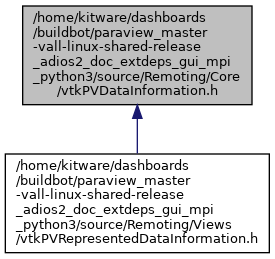 /home/kitware/dashboards
/buildbot/paraview_master
-vall-linux-shared-release
_adios2_doc_extdeps_gui_mpi
_python3/source/Remoting/Core
/vtkPVDataInformation.h
/home/kitware/dashboards
/buildbot/paraview_master
-vall-linux-shared-release
_adios2_doc_extdeps_gui_mpi
_python3/source/Remoting/Views
/vtkPVRepresentedDataInformation.h